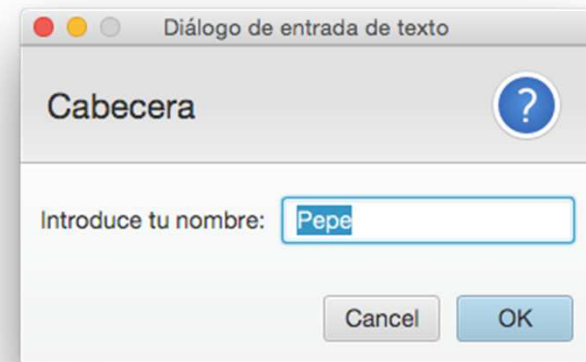 Diálogo de entrada de texto
Cabecera
?
Introduce tu nombre: Pepe
Cancel OK